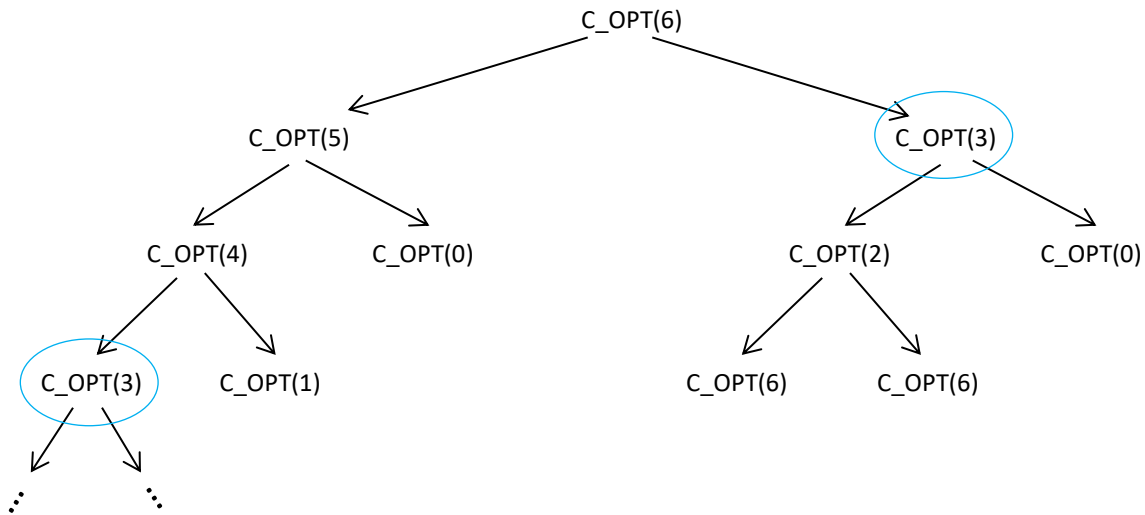 C_OPT(6)
C_OPT(5)
C_OPT(3)
C_OPT(4)
C_OPT(0)
C_OPT(2)
C_OPT(0)
C_OPT(3)
C_OPT(1)
C_OPT(6)
C_OPT(6)